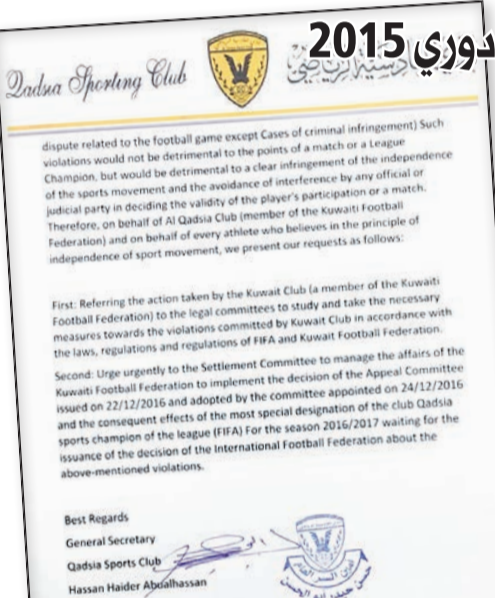 دوري 2015
Qadsia Sporting Club
dispute related to the football game except Cases of criminal infringement) Such
violations would not be detrimental to the points of a match or a League
Champion, but would be detrimental to a clear infringement of the independence
of the sports movement and the avoidance of interference by any official or
judicial party in deciding the validity of the player's participation or a match.
Therefore, on behalf of Al Qadsia Club (member of the Kuwaiti Football
Federation) and on behalf of every athlete who believes in the principle of
independence of sport movement, we present our requests as follows:
First: Referring the action taken by the Kuwait Club (a member of the Kuwaiti
Football Federation) to the legal committees to study and take the necessary
measures towards the violations committed by Kuwait Club in accordance with
the laws, regulations and regulations of FIFA and Kuwait Football Federation.
Second: Urge urgently to the Settlement Committee to manage the affairs of the
Kuwaiti Football Federation to implement the decision of the Appeal Committee
issued on 22/12/2016 and adopted by the committee appointed on 24/12/2016
and the consequent effects of the most special designation of the club Qadsia
sports champion of the league (FIFA) For the season 2016/2017 waiting for the
issuance of the decision of the International Football Federation about the
above-mentioned violations.
Best Regards
General Secretary
Qadsia Sports Club
Hassan Haider Abualhassan